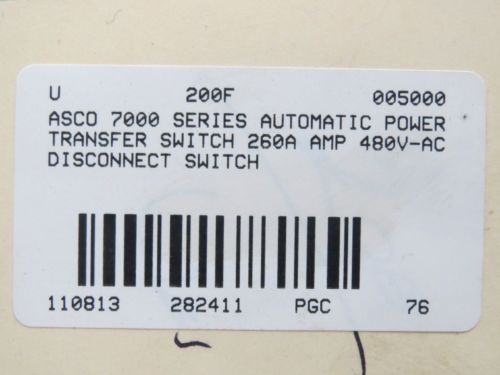 U 200F 005000
ASCO 7000 SERIES AUTOMATIC POWER
TRANSFER SWITCH 260A AMP 480V-AC
DISCONNECT SWITCH
110813 282411 PGC 76